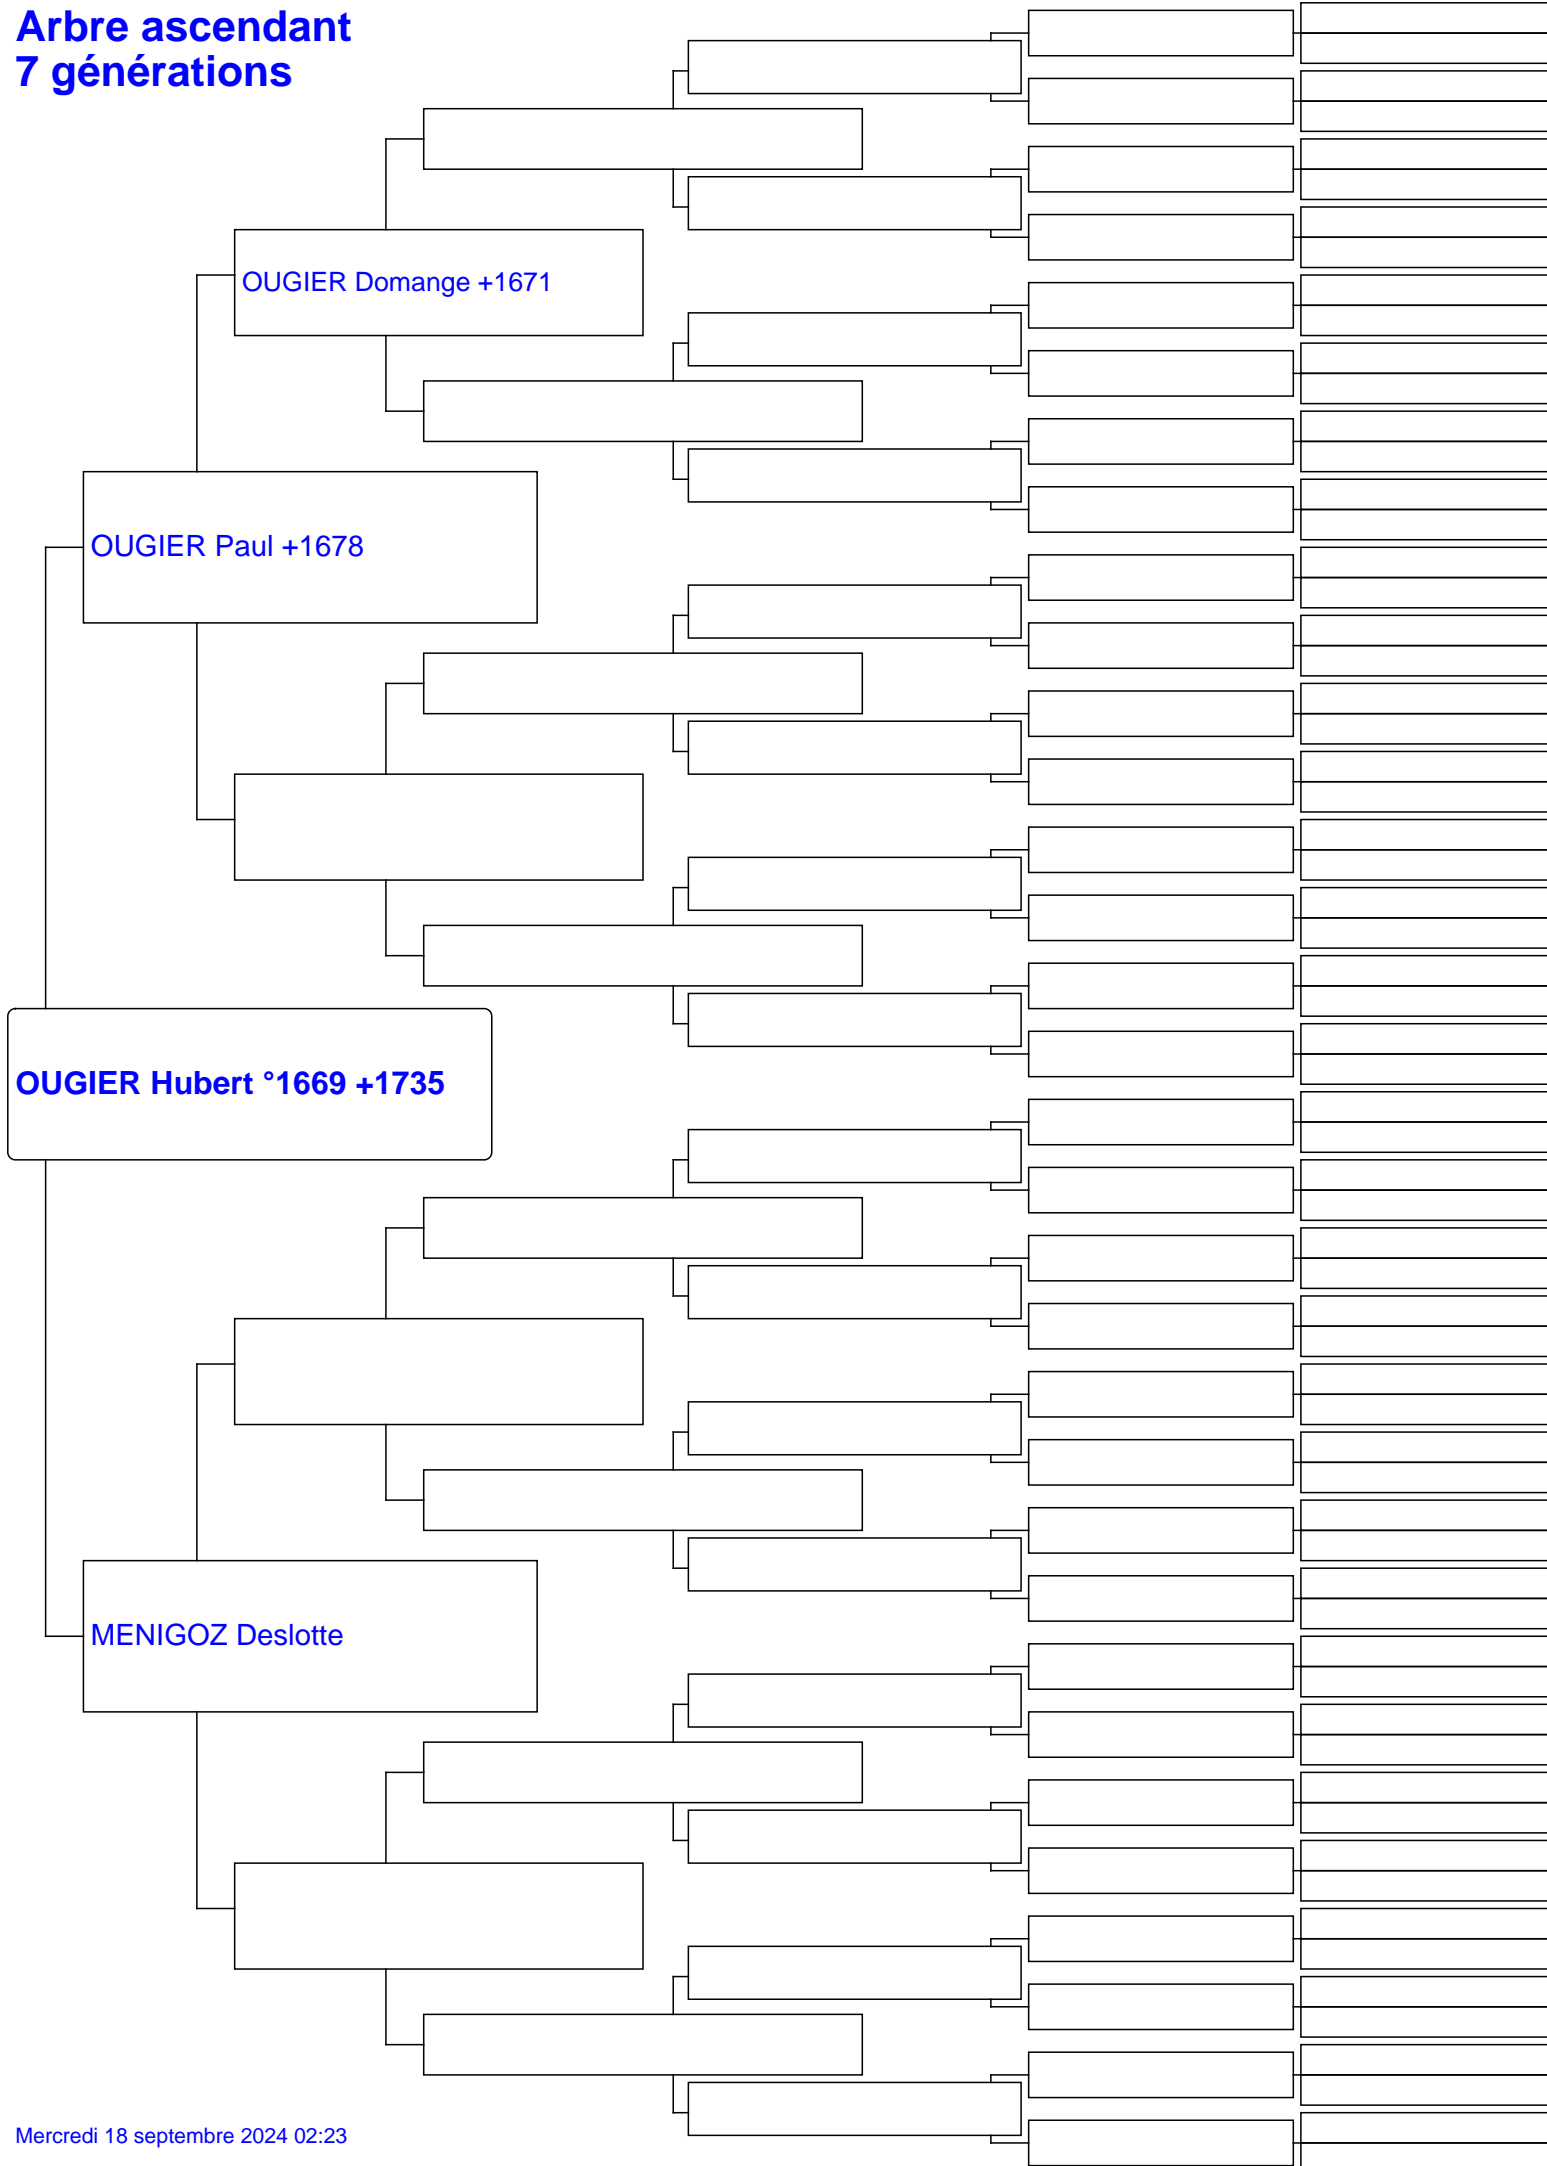 Arbre ascendant
7 générations
OUGIER Domange +1671
OUGIER Paul +1678
OUGIER Hubert °1669 +1735
MENIGOZ Deslotte
Mercredi 18 septembre 2024 02:23